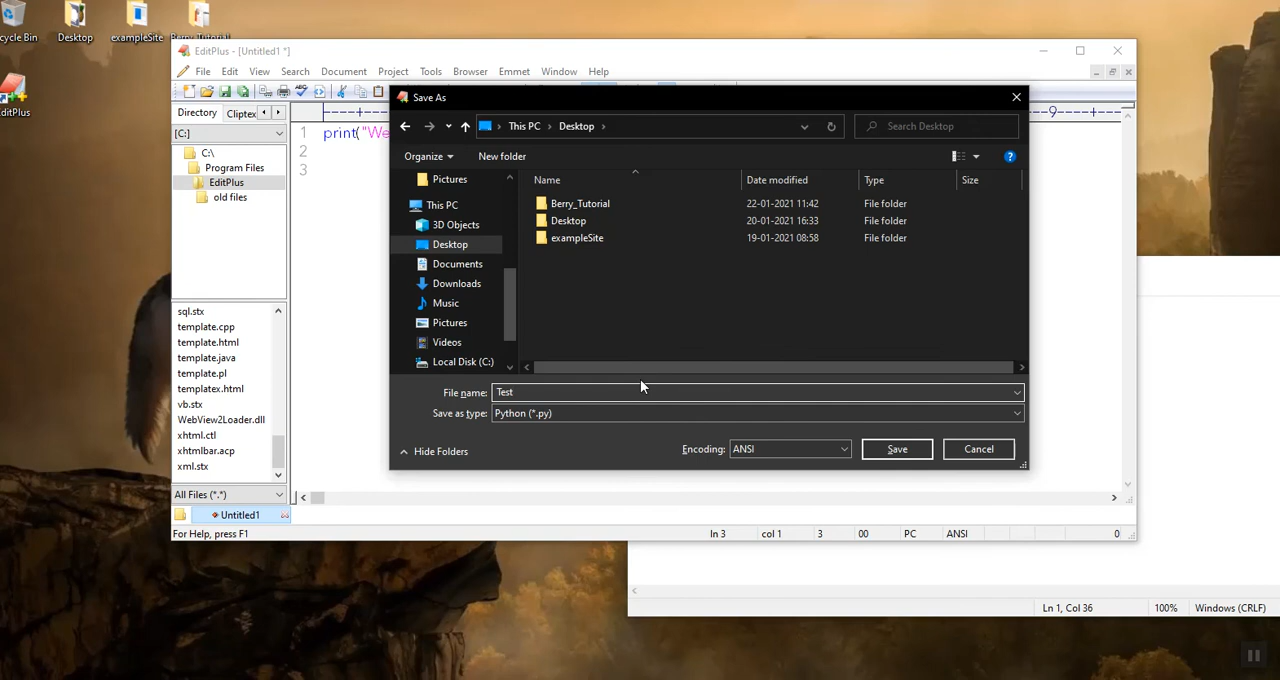 cycle Bin
Desktop
exampleSite
Berry_Tutorial
EditPlus
EditPlus - [Untitled1 *]
File Edit View Search Document Project Tools Browser Emmet Window Help
Directory Cliptex
[C:]
C:\
Program Files
EditPlus
old files
sql.stx
template.cpp
template.html
template.java
template.pl
templatex.html
vb.stx
WebView2Loader.dll
xhtml.ctl
xhtmlbar.acp
xml.stx
All Files (*.*)
Untitled1
For Help, press F1
Ln 3 col 1 3 00 PC ANSI 0
----+
9----+--
1 print("We
2
3
Save As
This PC > Desktop >
Search Desktop
Organize New folder
Pictures
This PC
3D Objects
Desktop
Documents
Downloads
Music
Pictures
Videos
Local Disk (C:)
Name Date modified Type Size
Berry_Tutorial 22-01-2021 11:42 File folder
Desktop 20-01-2021 16:33 File folder
exampleSite 19-01-2021 08:58 File folder
File name: Test
Save as type: Python (*.py)
Hide Folders
Encoding: ANSI
Save Cancel
Ln 1, Col 36 100% Windows (CRLF)